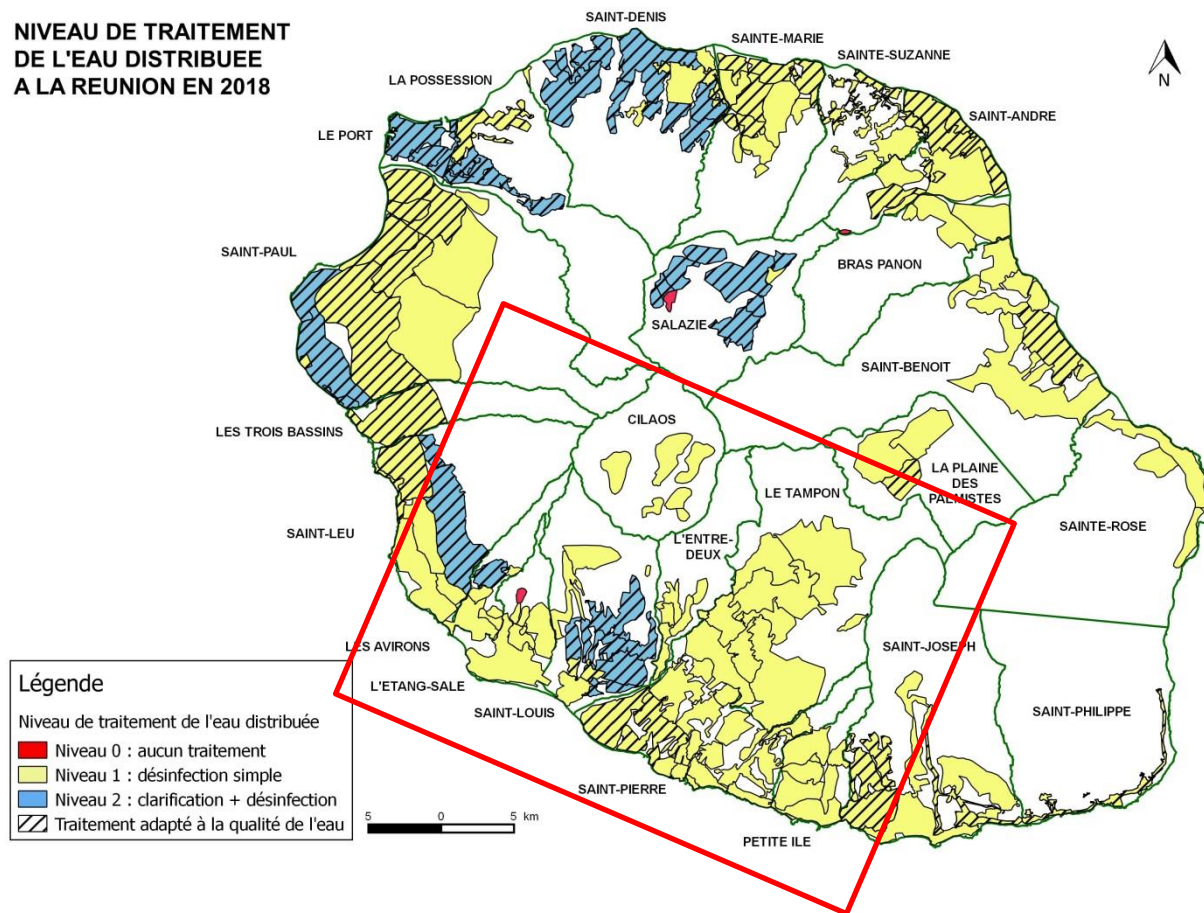 NIVEAU DE TRAITEMENT
DE L'EAU DISTRIBUEE
A LA REUNION EN 2018
SAINT-DENIS
SAINTE-MARIE
SAINTE-SUZANNE
LA POSSESSION
N
SAINT-ANDRE
LE PORT
SAINT-PAUL
BRAS PANON
SALAZIE
SAINT-BENOIT
CILAOS
LES TROIS BASSINS
LA PLAINE
DES
PALMISTES
LE TAMPON
SAINTE-ROSE
SAINT-LEU
L'ENTRE-
DEUX
LES AVIRONS
SAINT-JOSEPH
L'ETANG-SALE
SAINT-LOUIS
SAINT-PHILIPPE
SAINT-PIERRE
PETITE ILE
Légende
Niveau de traitement de l'eau distribuée
Niveau 0 : aucun traitement
Niveau 1 : désinfection simple
Niveau 2 : clarification + désinfection
Traitement adapté à la qualité de l'eau
5 0 5 km